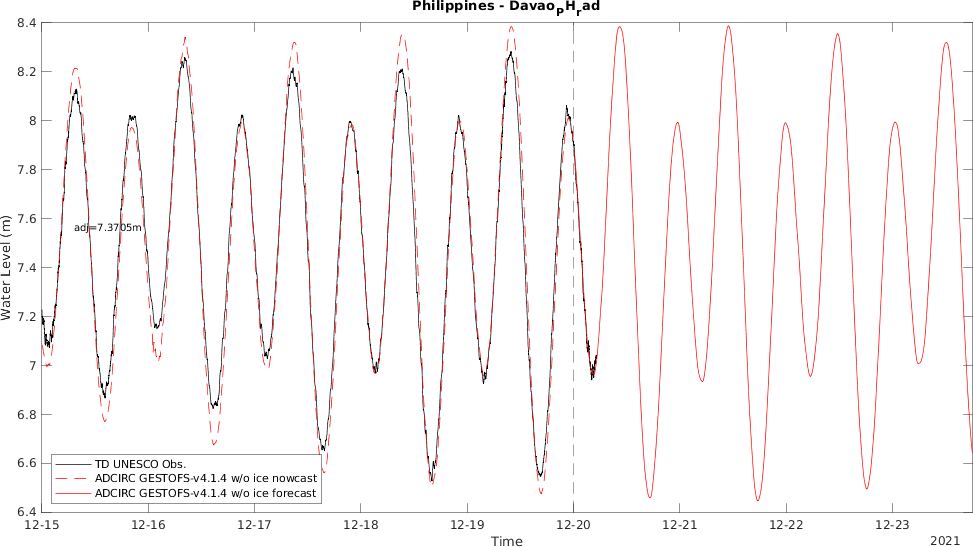 Philippines - Davao_PH_rad
8.4
8.2
8
7.8
7.6
7.4
7.2
7
6.8
6.6
6.4
Water Level (m)
adj=7.3705m
TD UNESCO Obs.
ADCIRC GESTOFS-v4.1.4 w/o ice nowcast
ADCIRC GESTOFS-v4.1.4 w/o ice forecast
12-15 12-16 12-17 12-18 12-19 12-20 12-21 12-22 12-23
Time
2021